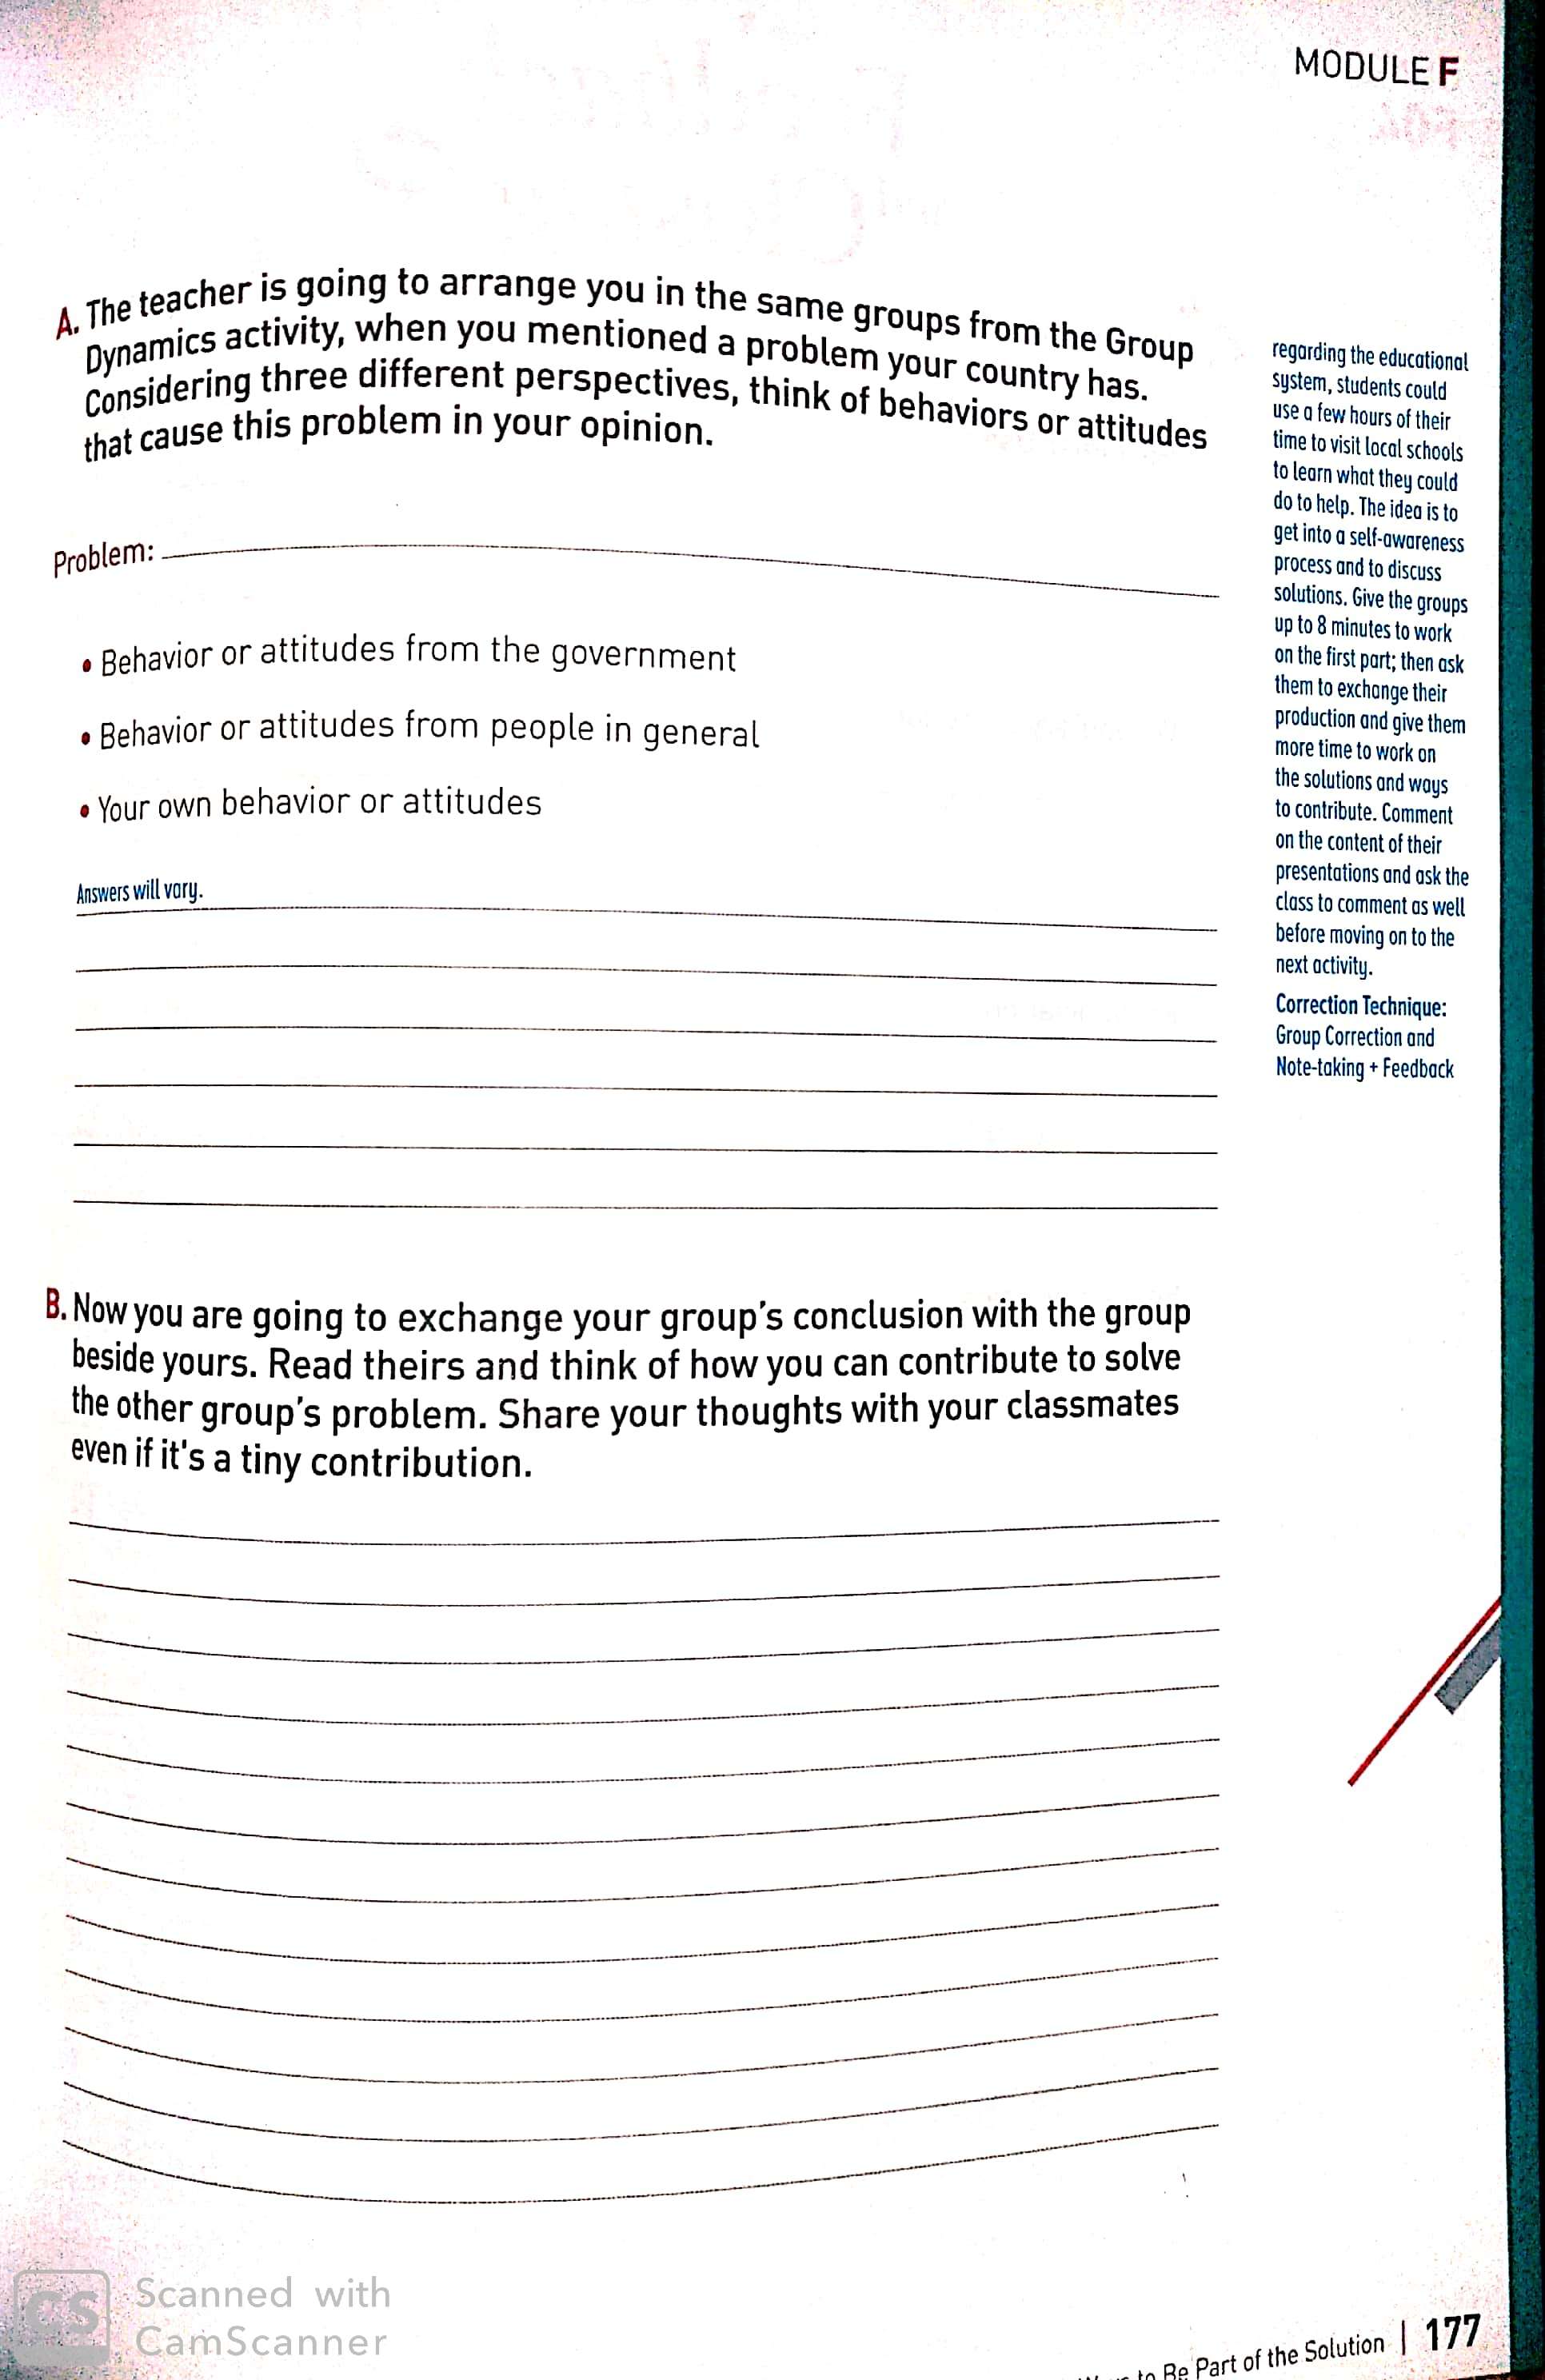 MODULE F
A. The teacher is going to arrange you in the same groups from the Group
Dynamics activity, when you mentioned a problem your country has.
Considering three different perspectives, think of behaviors or attitudes
that cause this problem in your opinion.
Problem:
• Behavior or attitudes from the government
• Behavior or attitudes from people in general
• Your own behavior or attitudes
Answers will vary.
B. Now you are going to exchange your group's conclusion with the group
beside yours. Read theirs and think of how you can contribute to solve
the other group's problem. Share your thoughts with your classmates
even if it's a tiny contribution.
regarding the educational
system, students could
use a few hours of their
time to visit local schools
to learn what they could
do to help. The idea is to
get into a self-awareness
process and to discuss
solutions. Give the groups
up to 8 minutes to work
on the first part; then ask
them to exchange their
production and give them
more time to work on
the solutions and ways
to contribute. Comment
on the content of their
presentations and ask the
class to comment as well
before moving on to the
next activity.
Correction Technique:
Group Correction and
Note-taking + Feedback
CS
Scanned with
CamScanner
to Be Part of the Solution | 177